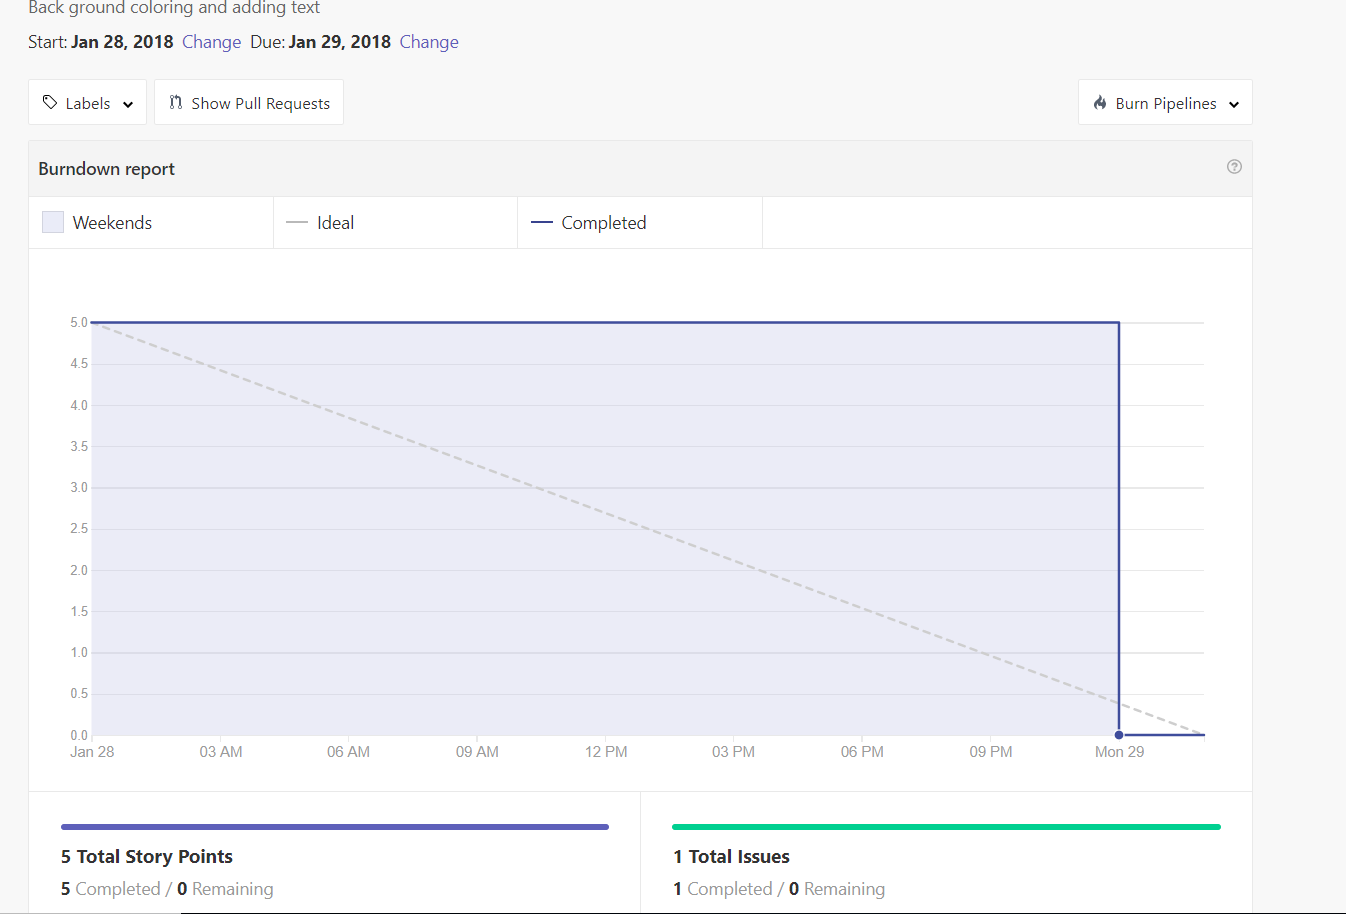 Back ground coloring and adding text
Start: Jan 28, 2018 Change Due: Jan 29, 2018 Change
Labels Show Pull Requests Burn Pipelines
Burndown report
Weekends Ideal Completed
5.0
4.5
4.0
3.5
3.0
2.5
2.0
1.5
1.0
0.5
0.0
Jan 28 03 AM 06 AM 09 AM 12 PM 03 PM 06 PM 09 PM Mon 29
5 Total Story Points
5 Completed / 0 Remaining
1 Total Issues
1 Completed / 0 Remaining